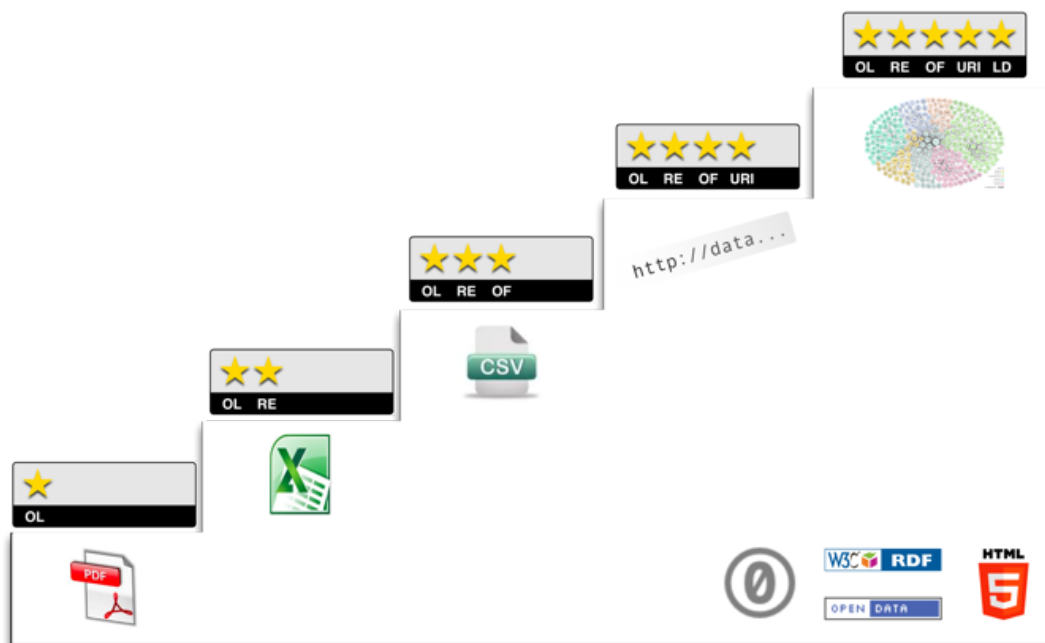 OL RE OF URI LD
OL RE OF URI
http://data...
OL RE OF
CSV
OL RE
X
OL
PDF
0
W3C RDF
OPEN DATA
HTML
5